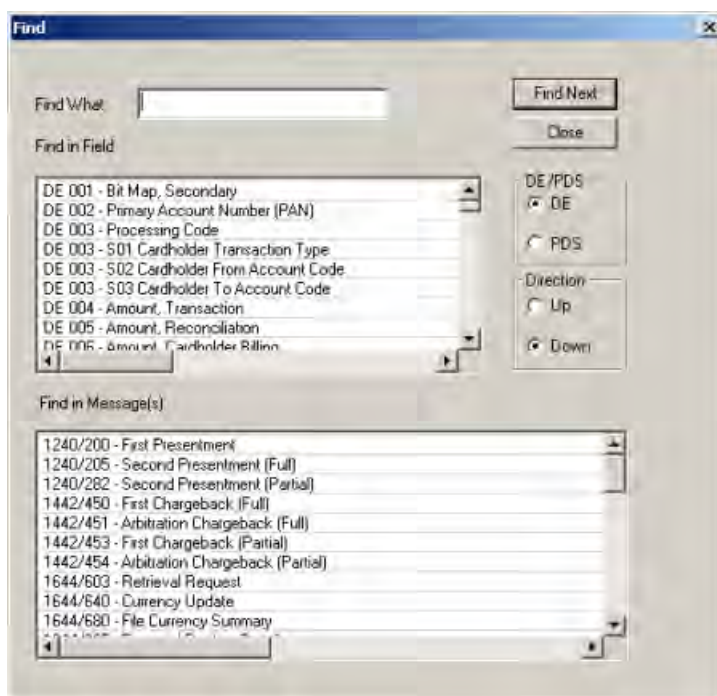 Find
Find What
Find Next
Close
Find in Field
DE 001 - Bit Map, Secondary
DE 002 - Primary Account Number (PAN)
DE 003 - Processing Code
DE 003 - S01 Cardholder Transaction Type
DE 003 - S02 Cardholder From Account Code
DE 003 - S03 Cardholder To Account Code
DE 004 - Amount, Transaction
DE 005 - Amount, Reconciliation
DE 006 - Amount, Cardholder Billing
DE/PDS
DE
PDS
Direction
Up
Down
Find in Message(s)
1240/200 - First Presentment
1240/205 - Second Presentment (Full)
1240/282 - Second Presentment (Partial)
1442/450 - First Chargeback (Full)
1442/451 - Arbitration Chargeback (Full)
1442/453 - First Chargeback (Partial)
1442/454 - Arbitration Chargeback (Partial)
1644/603 - Retrieval Request
1644/640 - Currency Update
1644/680 - File Currency Summary